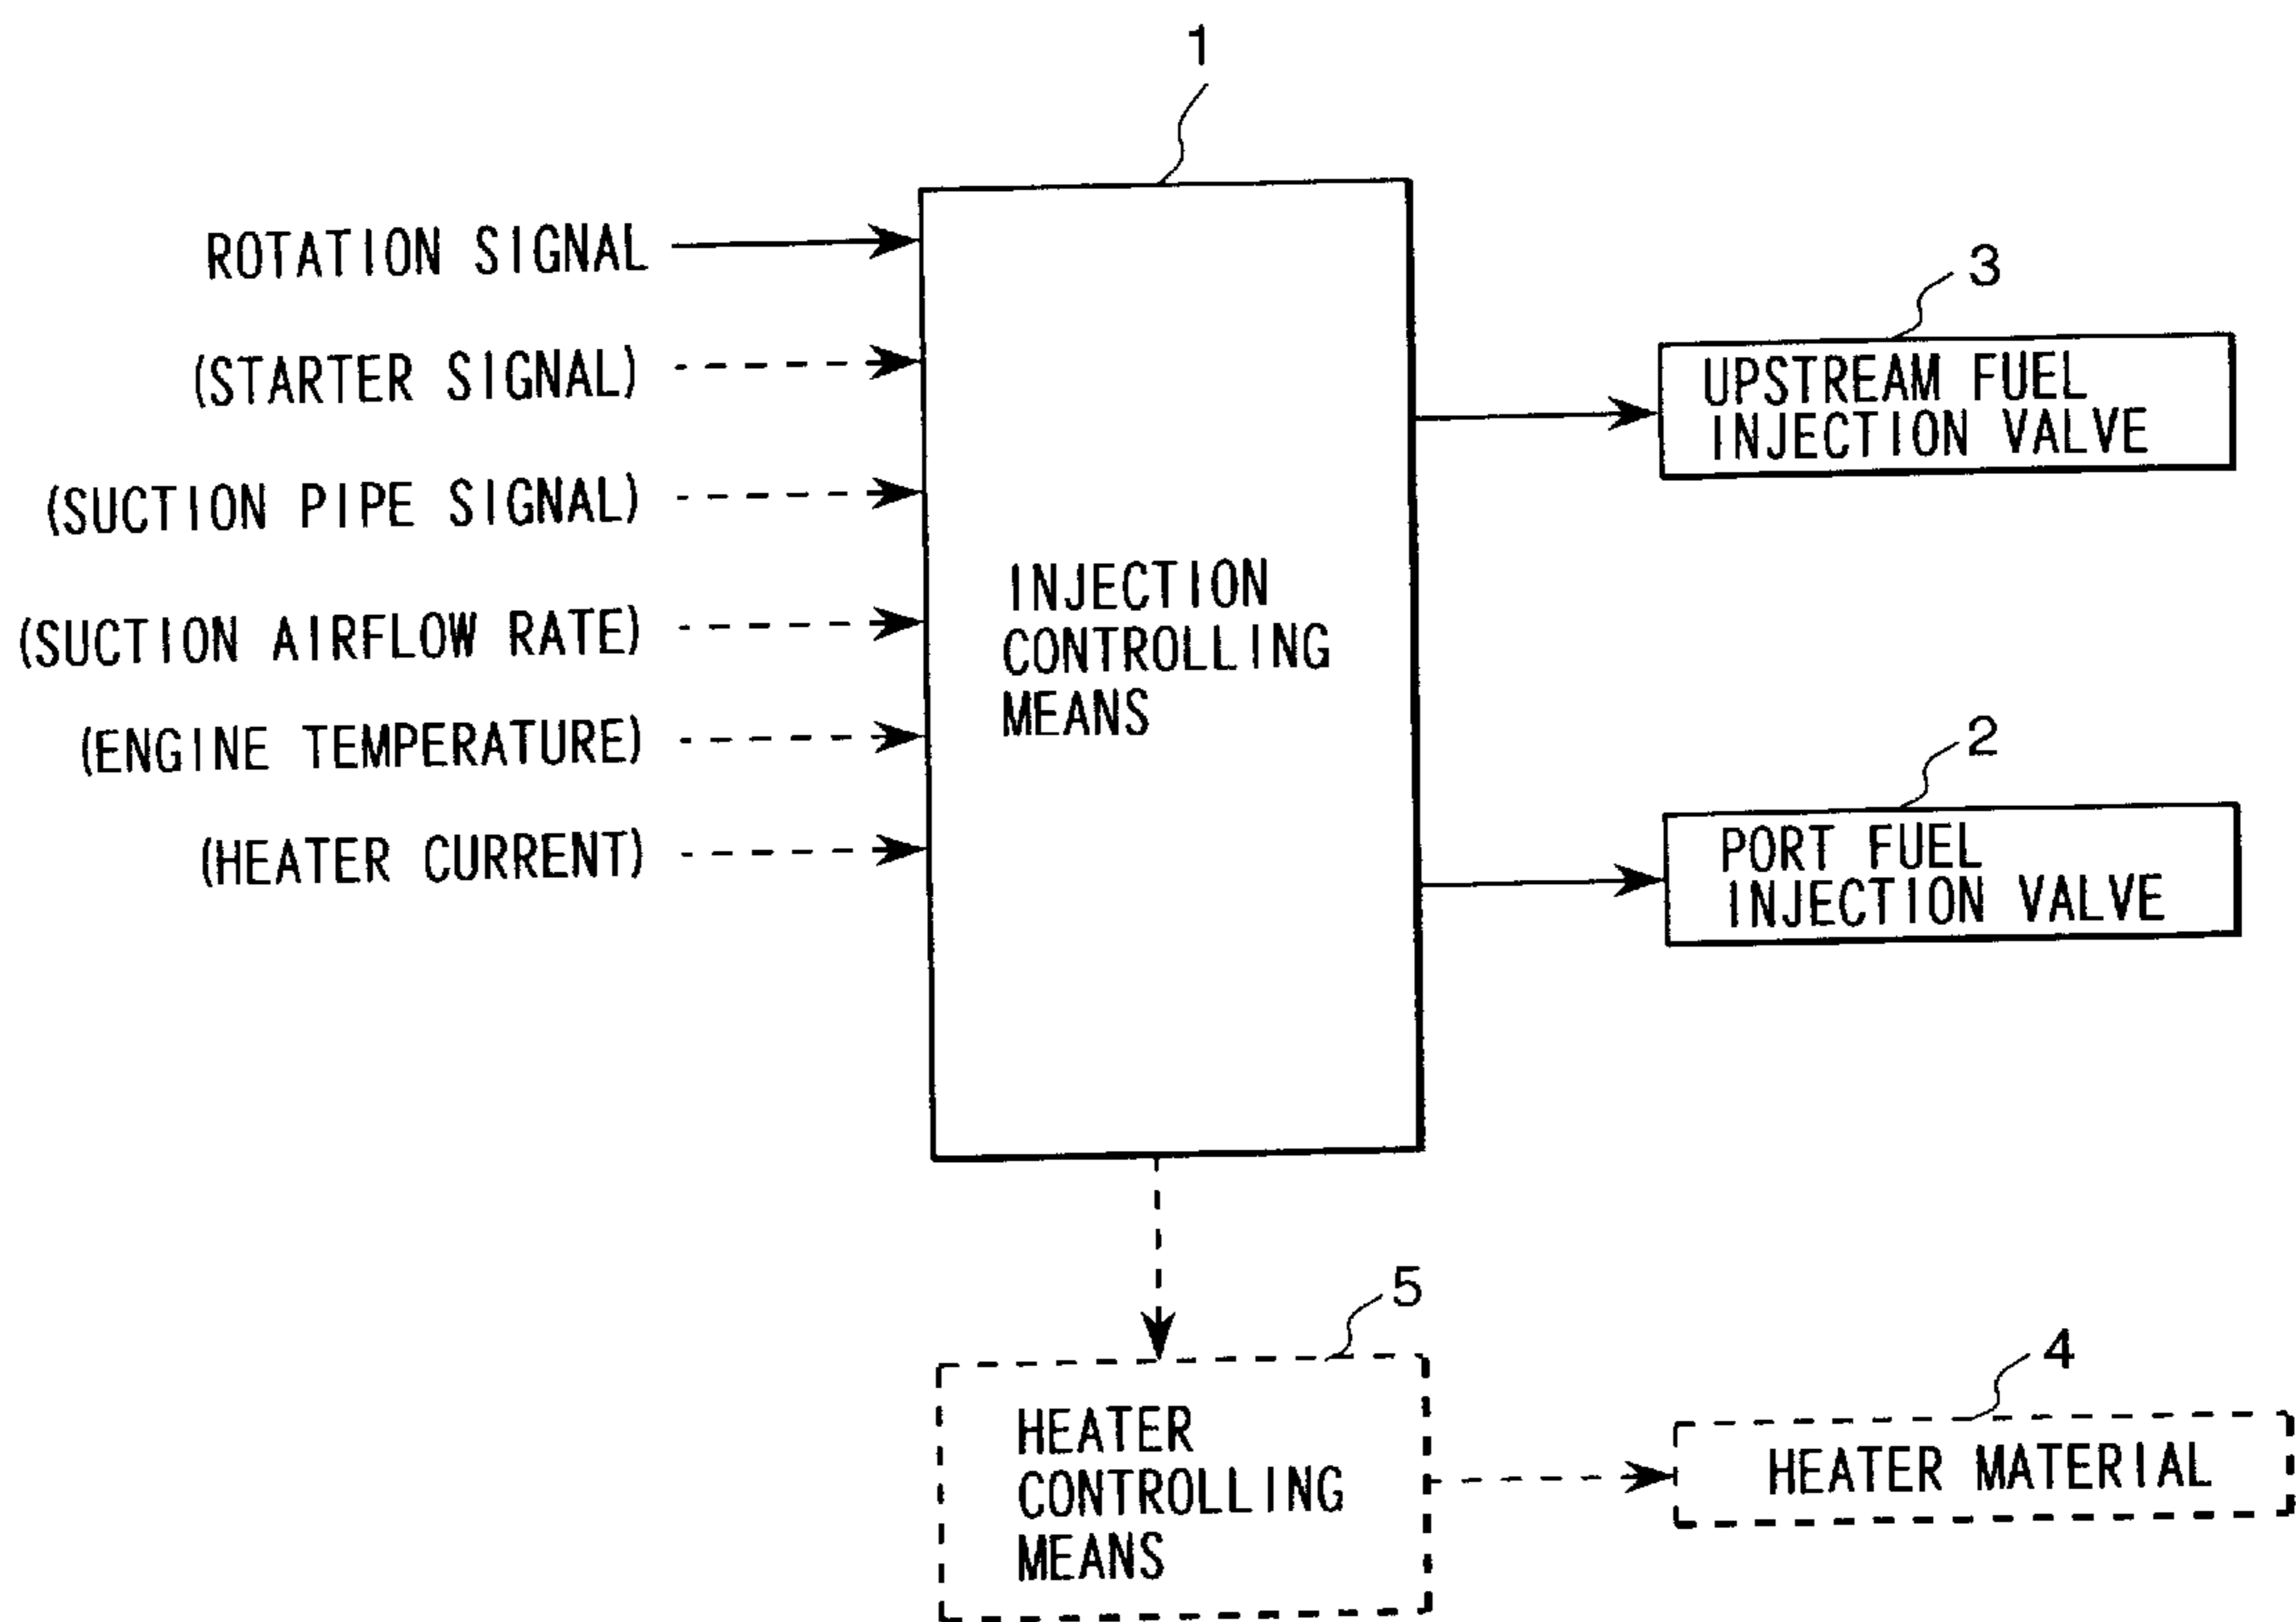 1
ROTATION SIGNAL
(STARTER SIGNAL)
(SUCTION PIPE SIGNAL)
(SUCTION AIRFLOW RATE)
(ENGINE TEMPERATURE)
(HEATER CURRENT)
INJECTION
CONTROLLING
MEANS
3
UPSTREAM FUEL
INJECTION VALVE
2
PORT FUEL
INJECTION VALVE
5
HEATER
CONTROLLING
MEANS
4
HEATER MATERIAL